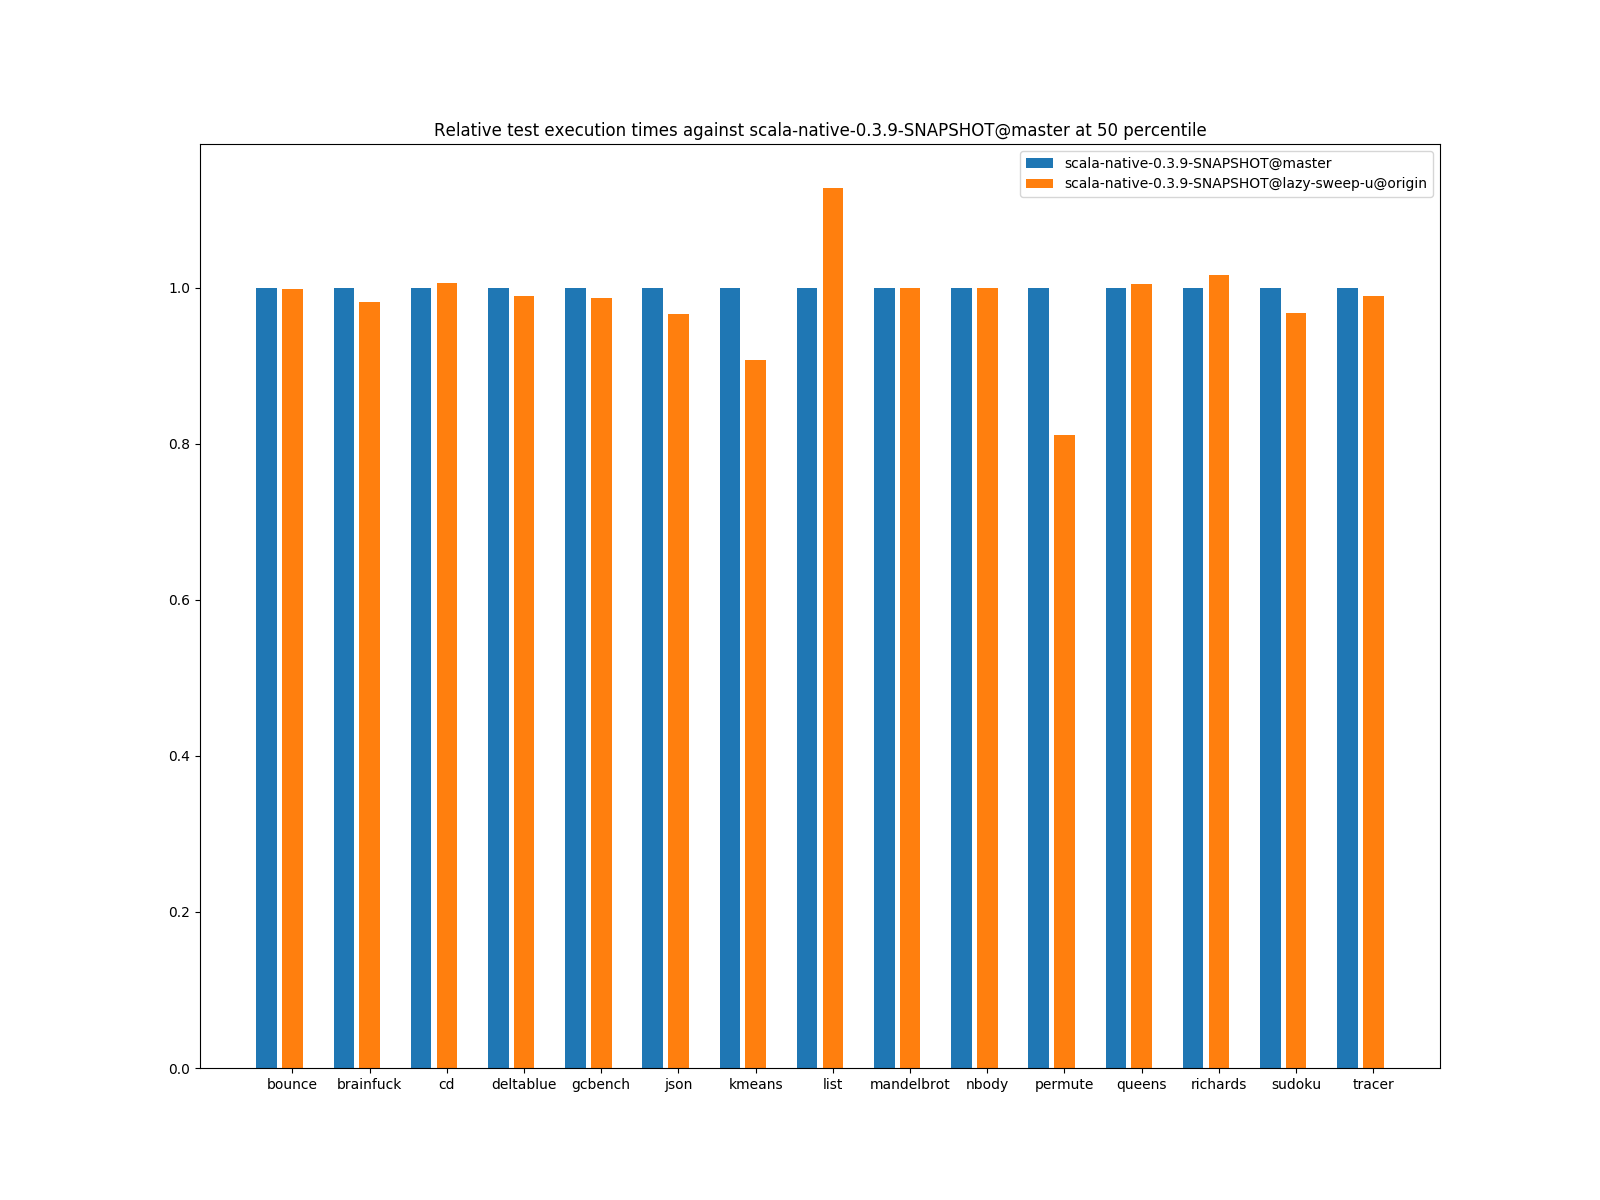 Relative test execution times against scala-native-0.3.9-SNAPSHOT@master at 50 percentile
scala-native-0.3.9-SNAPSHOT@master
scala-native-0.3.9-SNAPSHOT@lazy-sweep-u@origin
1.0
0.8
0.6
0.4
0.2
0.0
bounce brainfuck cd deltablue gcbench json kmeans list mandelbrot nbody permute queens richards sudoku tracer